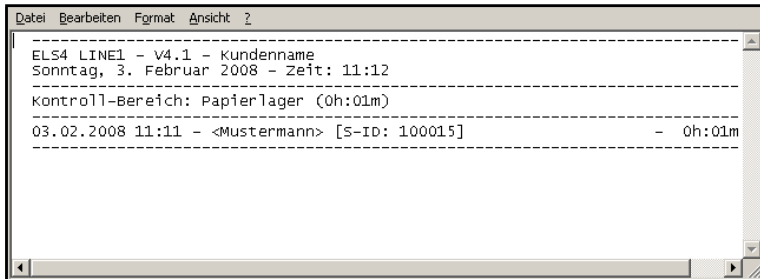 Datei Bearbeiten Format Ansicht ?
--------------------------------------------------------------------------------
ELS4 LINE1 - V4.1 - Kundenname
Sonntag, 3. Februar 2008 - Zeit: 11:12
--------------------------------------------------------------------------------
Kontroll-Bereich: Papierlager (0h:01m)
--------------------------------------------------------------------------------
03.02.2008 11:11 - <Mustermann> [S-ID: 100015] - 0h:01m
--------------------------------------------------------------------------------